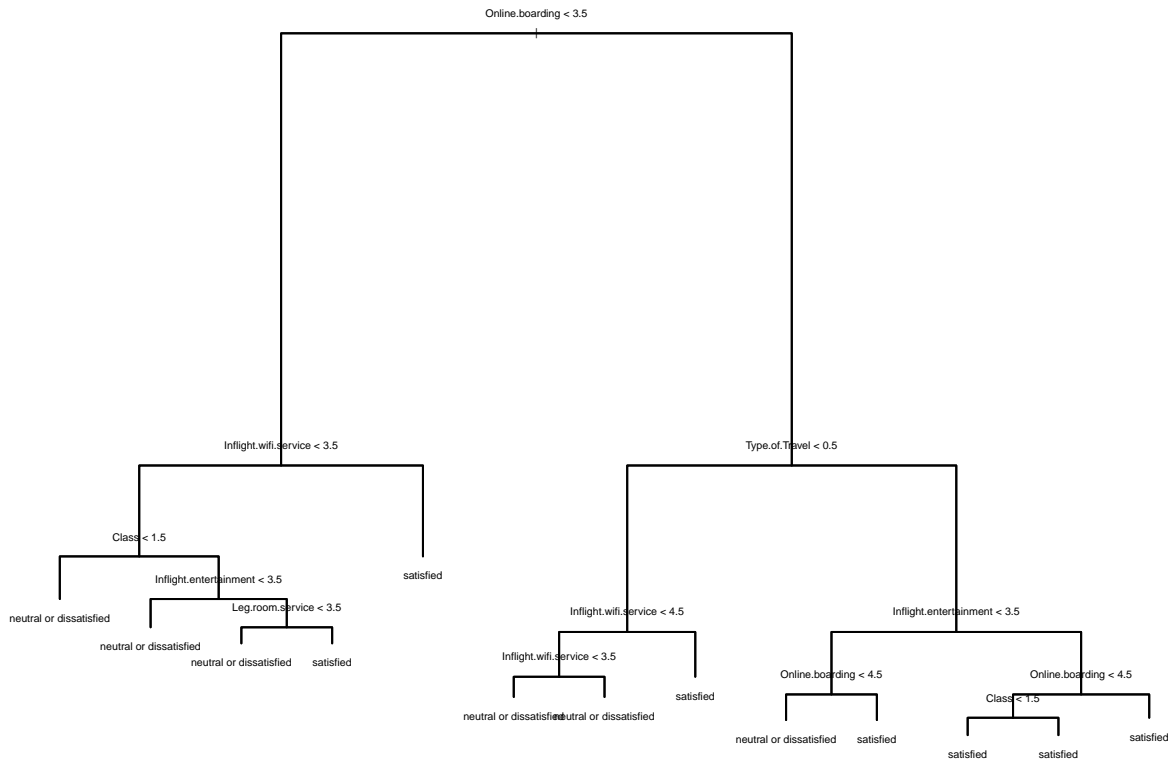 Online.boarding < 3.5
Inflight.wifi.service < 3.5
Type.of.Travel < 0.5
Class < 1.5
satisfied
Inflight.entertainment < 3.5
neutral or dissatisfied
Leg.room.service < 3.5
neutral or dissatisfied
neutral or dissatisfied
satisfied
Inflight.wifi.service < 4.5
Inflight.entertainment < 3.5
Inflight.wifi.service < 3.5
satisfied
neutral or dissatisfied
neutral or dissatisfied
Online.boarding < 4.5
Online.boarding < 4.5
neutral or dissatisfied
satisfied
Class < 1.5
satisfied
satisfied
satisfied